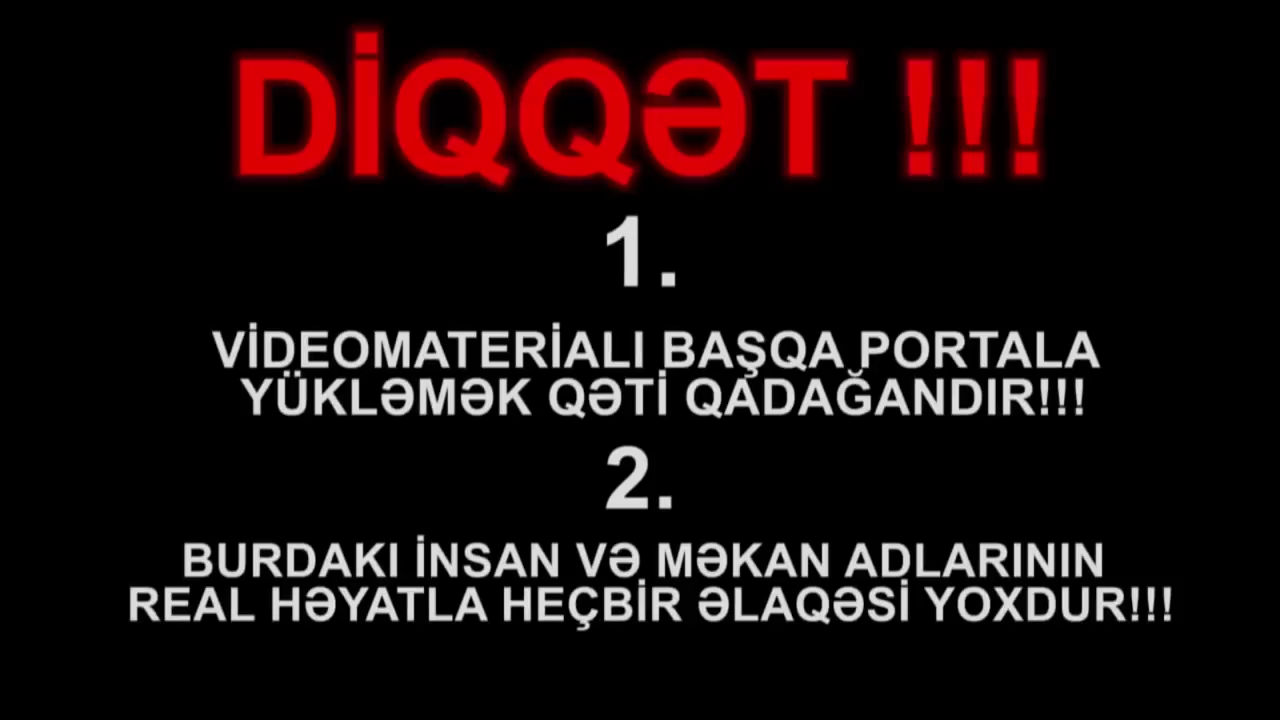 DİQQƏT !!!
1.
VİDEOMATERİALI BAŞQA PORTALA
YÜKLƏMƏK QƏTİ QADAĞANDIR!!!
2.
BURDAKI İNSAN VƏ MƏKAN ADLARININ
REAL HƏYATLA HEÇBİR ƏLAQƏSİ YOXDUR!!!